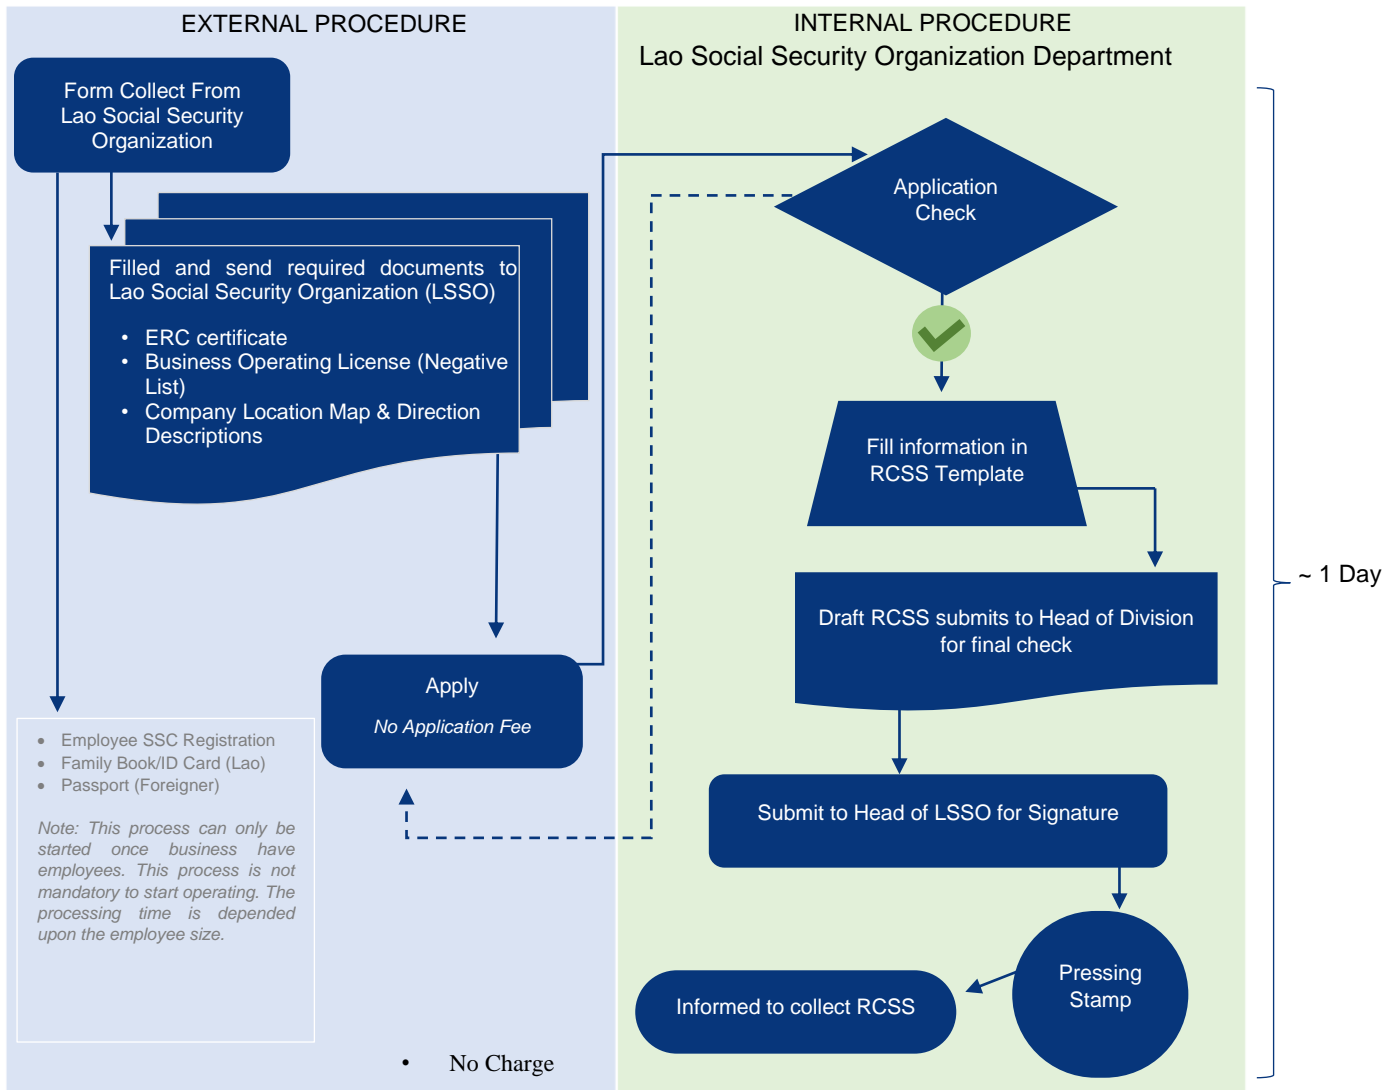 EXTERNAL PROCEDURE
Form Collect From
Lao Social Security
Organization
Filled and send required documents to
Lao Social Security Organization (LSSO)
• ERC certificate
• Business Operating License (Negative
List)
• Company Location Map & Direction
Descriptions
Apply
No Application Fee
• Employee SSC Registration
• Family Book/ID Card (Lao)
• Passport (Foreigner)
Note: This process can only be
started once business have
employees. This process is not
mandatory to start operating. The
processing time is depended
upon the employee size.
• No Charge
INTERNAL PROCEDURE
Lao Social Security Organization Department
Application
Check
Fill information in
RCSS Template
Draft RCSS submits to Head of Division
for final check
Submit to Head of LSSO for Signature
Pressing
Stamp
Informed to collect RCSS
~ 1 Day